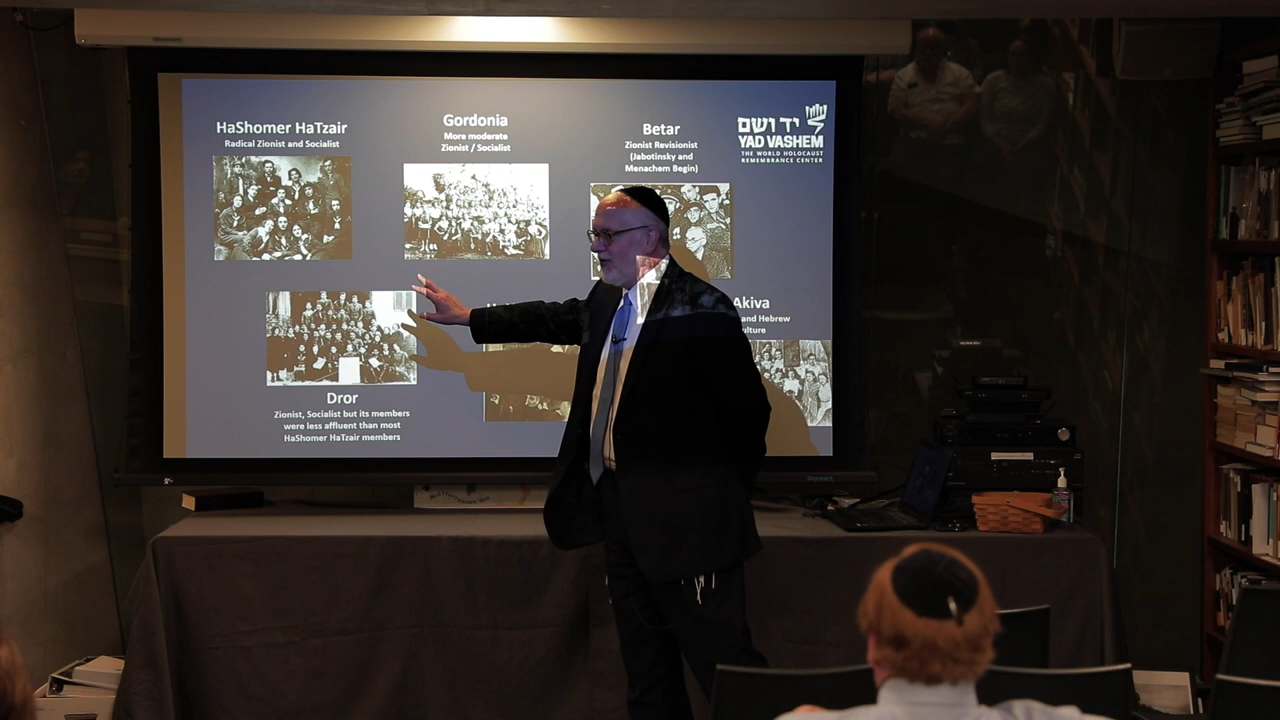 HaShomer HaTzair
Radical Zionist and Socialist
Gordonia
More moderate
Zionist / Socialist
Betar
Zionist Revisionist
(Jabotinsky and
Menachem Begin)
יד ושם
YAD VASHEM
THE WORLD HOLOCAUST
REMEMBRANCE CENTER
Dror
Zionist, Socialist but its members
were less affluent than most
HaShomer HaTzair members
Akiva
and Hebrew